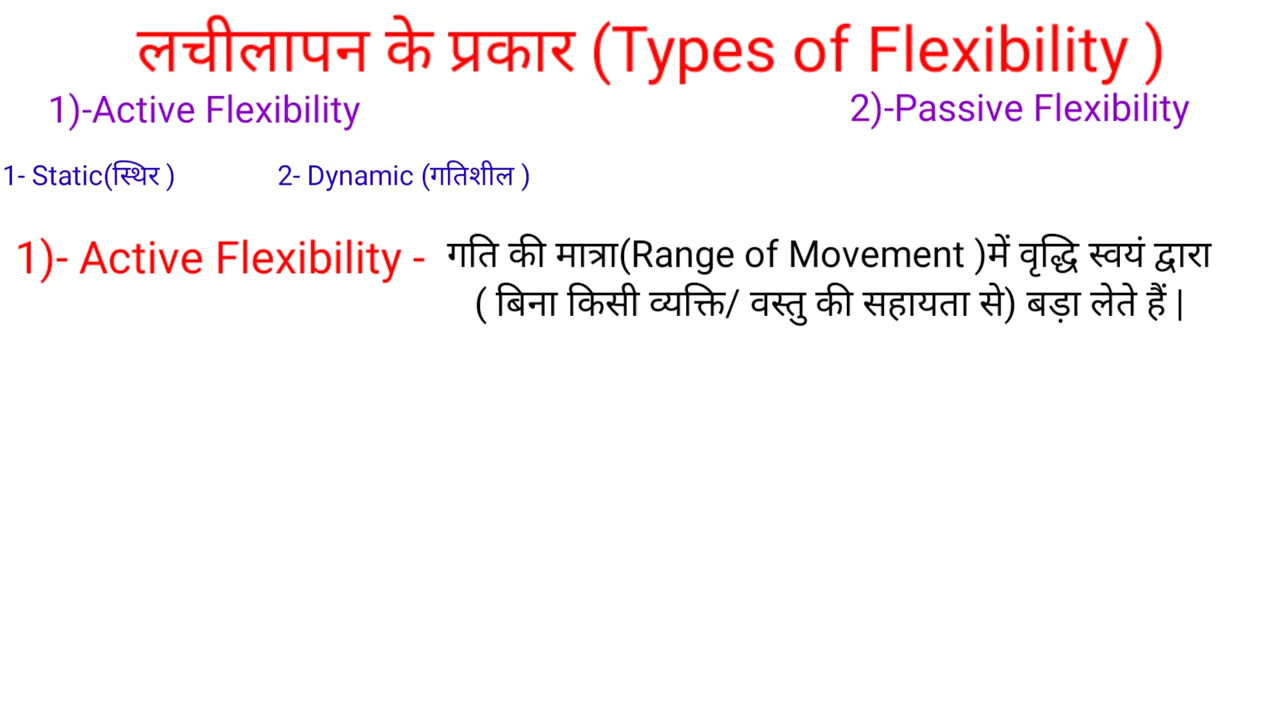 लचीलापन के प्रकार (Types of Flexibility )
1)-Active Flexibility 2)-Passive Flexibility
1- Static(स्थिर ) 2- Dynamic (गतिशील )
1)- Active Flexibility - गति की मात्रा(Range of Movement )में वृद्धि स्वयं द्वारा
( बिना किसी व्यक्ति/ वस्तु की सहायता से) बड़ा लेते हैं |